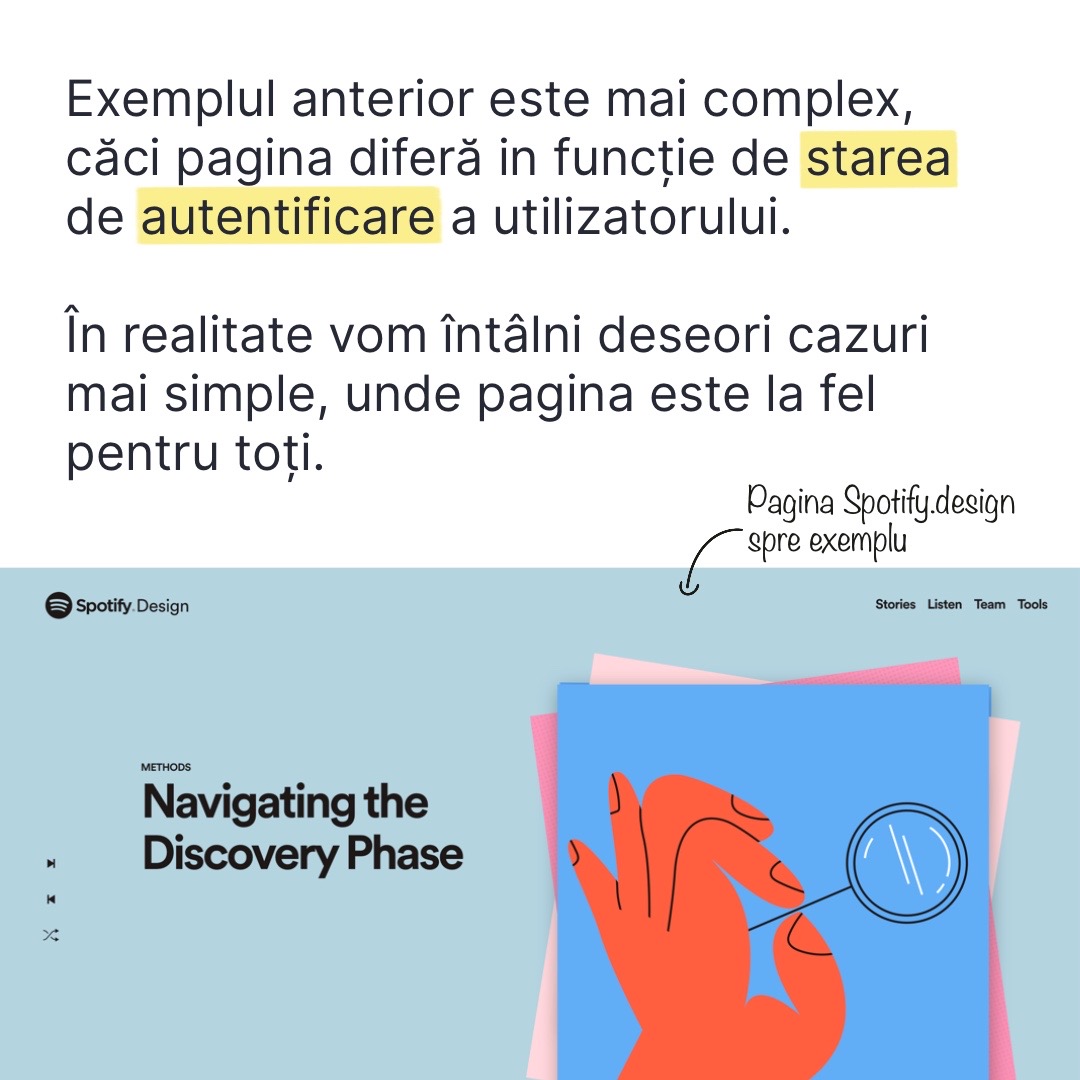 Exemplul anterior este mai complex,
căci pagina diferă in funcție de starea
de autentificare a utilizatorului.
În realitate vom întâlni deseori cazuri
mai simple, unde pagina este la fel
pentru toți.
Pagina Spotify.design
spre exemplu
Spotify.Design
Stories Listen Team Tools
METHODS
Navigating the
Discovery Phase